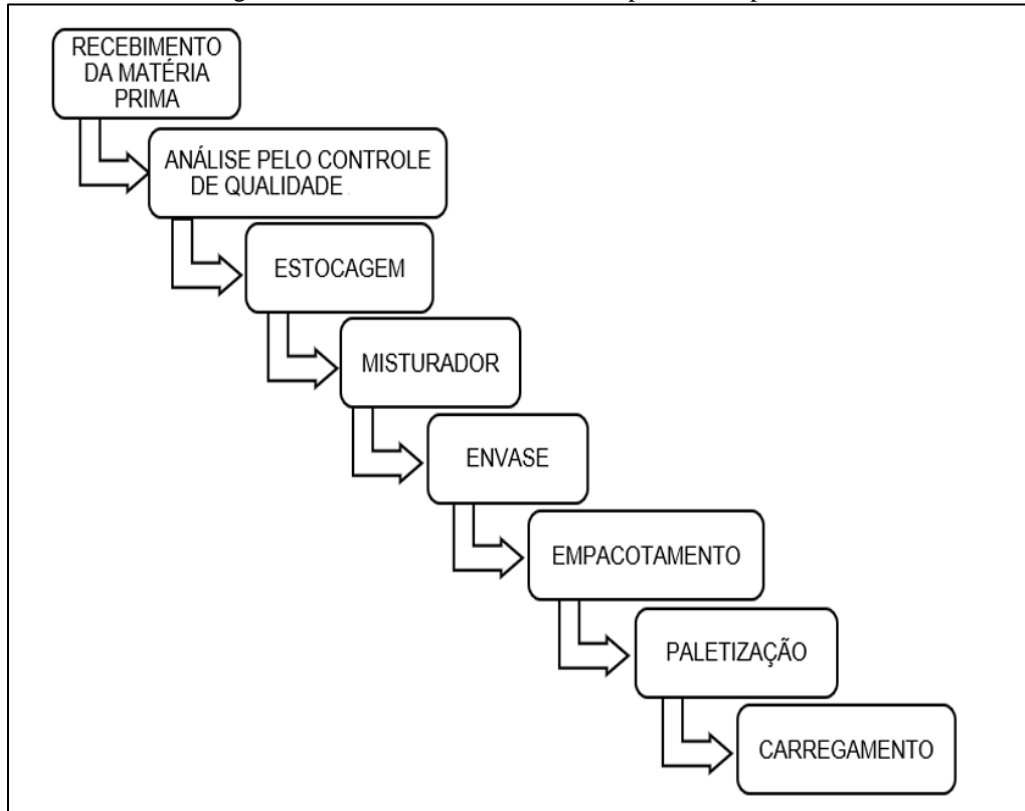 RECEBIMENTO
DA MATÉRIA
PRIMA
ANÁLISE PELO CONTROLE
DE QUALIDADE
ESTOCAGEM
MISTURADOR
ENVASE
EMPACOTAMENTO
PALETIZAÇÃO
CARREGAMENTO